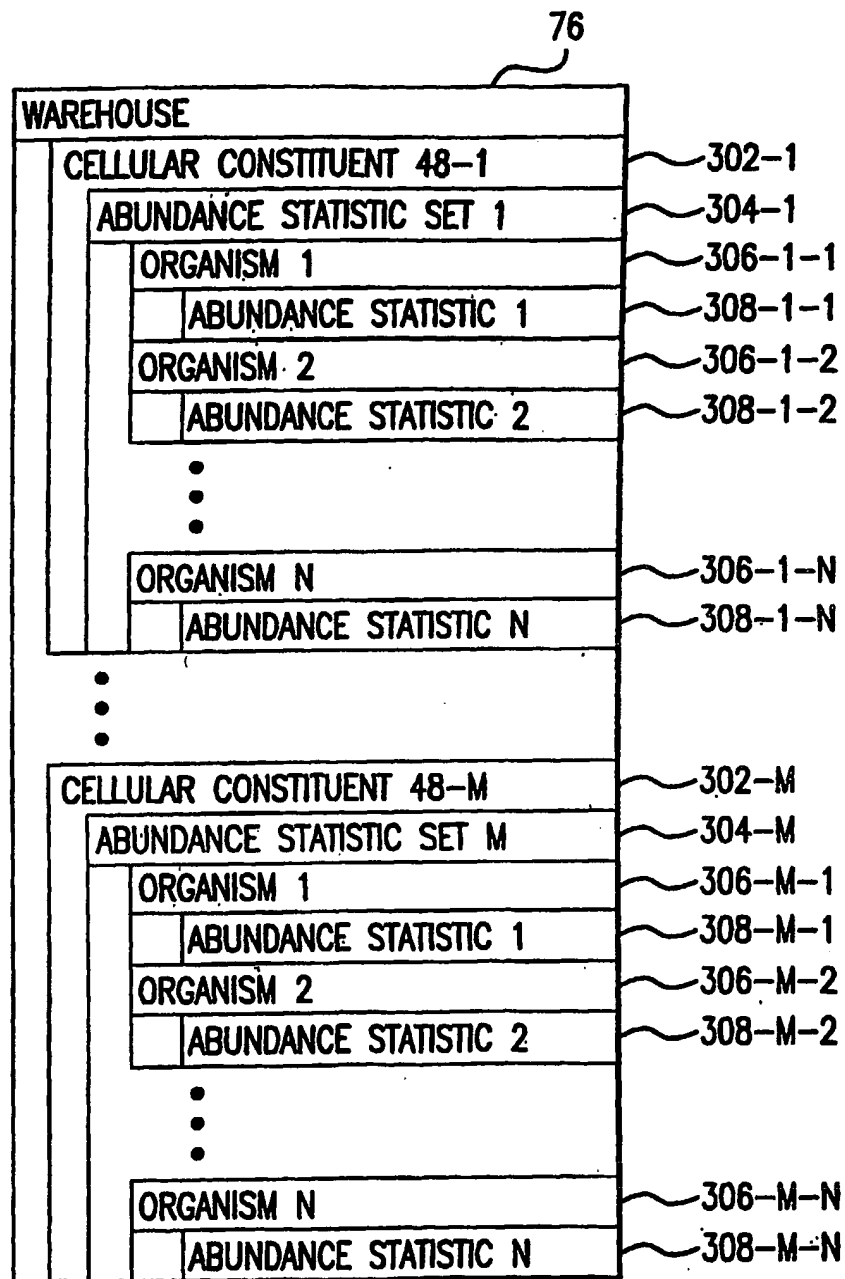 76
WAREHOUSE
CELLULAR CONSTITUENT 48-1 302-1
ABUNDANCE STATISTIC SET 1 304-1
ORGANISM 1 306-1-1
ABUNDANCE STATISTIC 1 308-1-1
ORGANISM 2 306-1-2
ABUNDANCE STATISTIC 2 308-1-2
ORGANISM N 306-1-N
ABUNDANCE STATISTIC N 308-1-N
CELLULAR CONSTITUENT 48-M 302-M
ABUNDANCE STATISTIC SET M 304-M
ORGANISM 1 306-M-1
ABUNDANCE STATISTIC 1 308-M-1
ORGANISM 2 306-M-2
ABUNDANCE STATISTIC 2 308-M-2
ORGANISM N 306-M-N
ABUNDANCE STATISTIC N 308-M-N